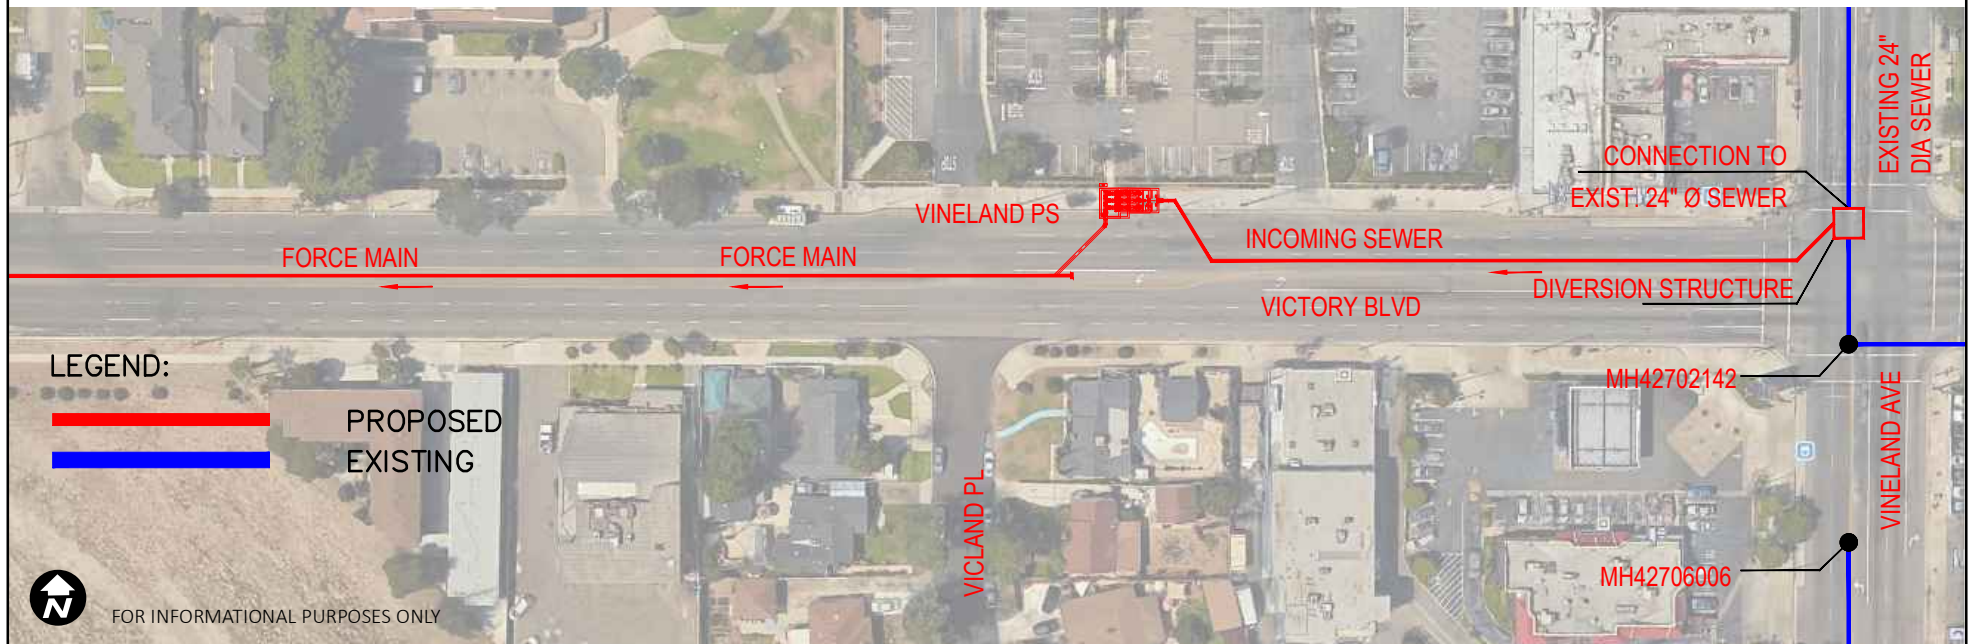 EXISTING 24"
DIA SEWER
CONNECTION TO
EXIST. 24" Ø SEWER
VINELAND PS
INCOMING SEWER
FORCE MAIN
FORCE MAIN
DIVERSION STRUCTURE
VICTORY BLVD
LEGEND:
PROPOSED
EXISTING
MH42702142
VINELAND AVE
VICLAND PL
MH42706006
N
FOR INFORMATIONAL PURPOSES ONLY